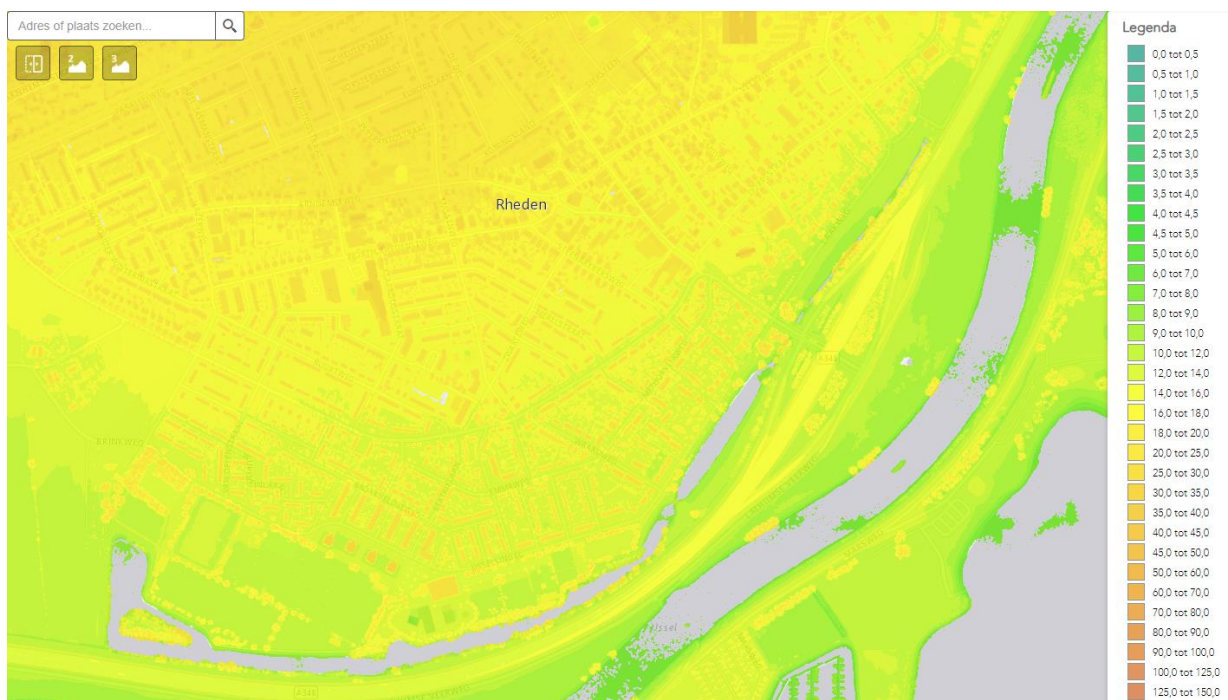 Adres of plaats zoeken...
2
3
Rheden
BRINKWEG
A348
IJssel
A348
Legenda
0,0 tot 0,5
0,5 tot 1,0
1,0 tot 1,5
1,5 tot 2,0
2,0 tot 2,5
2,5 tot 3,0
3,0 tot 3,5
3,5 tot 4,0
4,0 tot 4,5
4,5 tot 5,0
5,0 tot 6,0
6,0 tot 7,0
7,0 tot 8,0
8,0 tot 9,0
9,0 tot 10,0
10,0 tot 12,0
12,0 tot 14,0
14,0 tot 16,0
16,0 tot 18,0
18,0 tot 20,0
20,0 tot 25,0
25,0 tot 30,0
30,0 tot 35,0
35,0 tot 40,0
40,0 tot 45,0
45,0 tot 50,0
50,0 tot 60,0
60,0 tot 70,0
70,0 tot 80,0
80,0 tot 90,0
90,0 tot 100,0
100,0 tot 125,0
125,0 tot 150,0